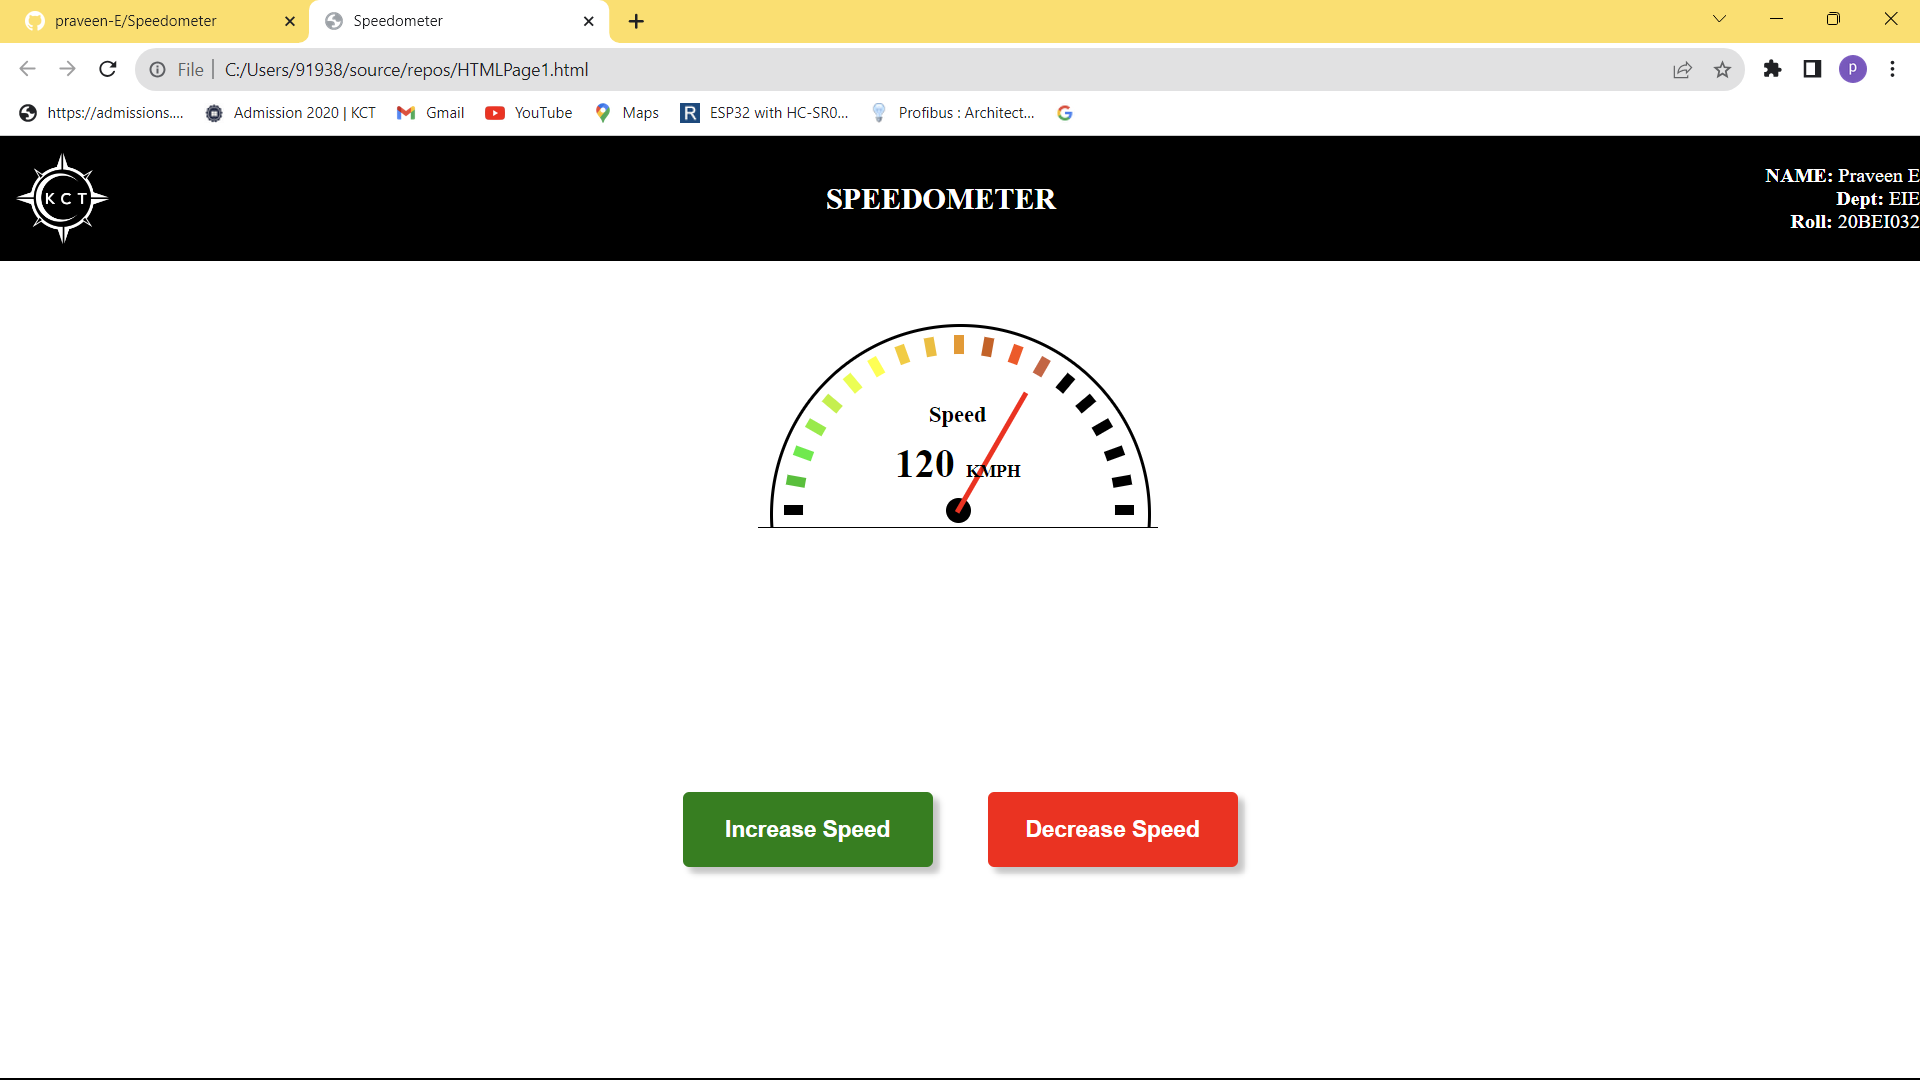 praveen-E/Speedometer
Speedometer
File | C:/Users/91938/source/repos/HTMLPage1.html
P
https://admissions....
Admission 2020 | KCT
Gmail
YouTube
Maps
R
ESP32 with HC-SR0...
Profibus : Architect...
KCT
SPEEDOMETER
NAME: Praveen E
Dept: EIE
Roll: 20BEI032
Speed
120 KMPH
Increase Speed
Decrease Speed